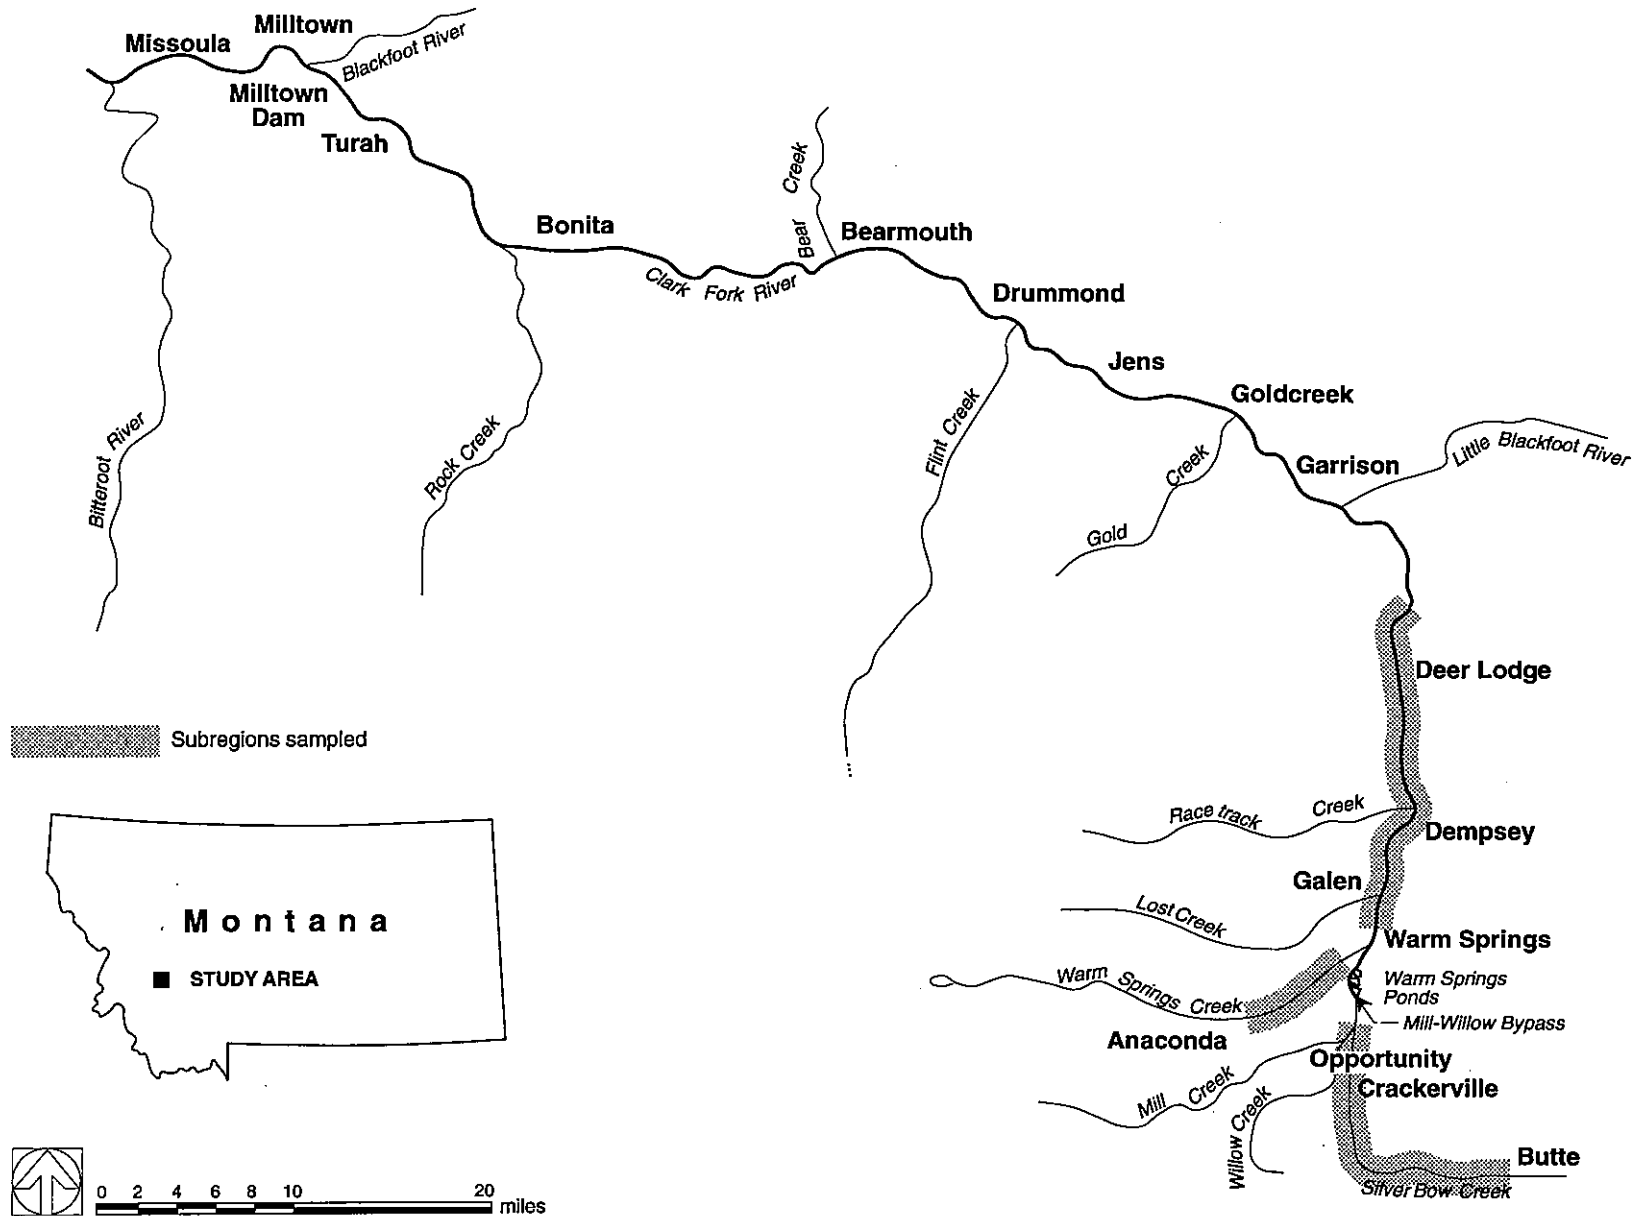 Milltown
Missoula
Blackfoot River
Milltown
Dam
Turah
Bear Creek
Bonita
Bearmouth
Clark Fork River
Drummond
Jens
Goldcreek
Garrison
Little Blackfoot River
Bitteroot River
Rock Creek
Flint Creek
Gold Creek
Deer Lodge
Subregions sampled
Race track Creek
Dempsey
Galen
Lost Creek
Warm Springs
Montana
STUDY AREA
Warm Springs Creek
Warm Springs
Ponds
Mill-Willow Bypass
Anaconda
Opportunity
Crackerville
Mill Creek
Willow Creek
Butte
Silver Bow Creek
0 2 4 6 8 10 20
miles